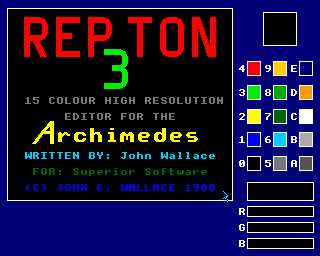 REPTON
3
15 COLOUR HIGH RESOLUTION
EDITOR FOR THE
Archimedes
WRITTEN BY: John Wallace
FOR: Superior Software
(C) JOHN C. WALLACE 1988
4 9 E
3 8 D
2 7 C
1 6 B
0 5 A
R
G
B